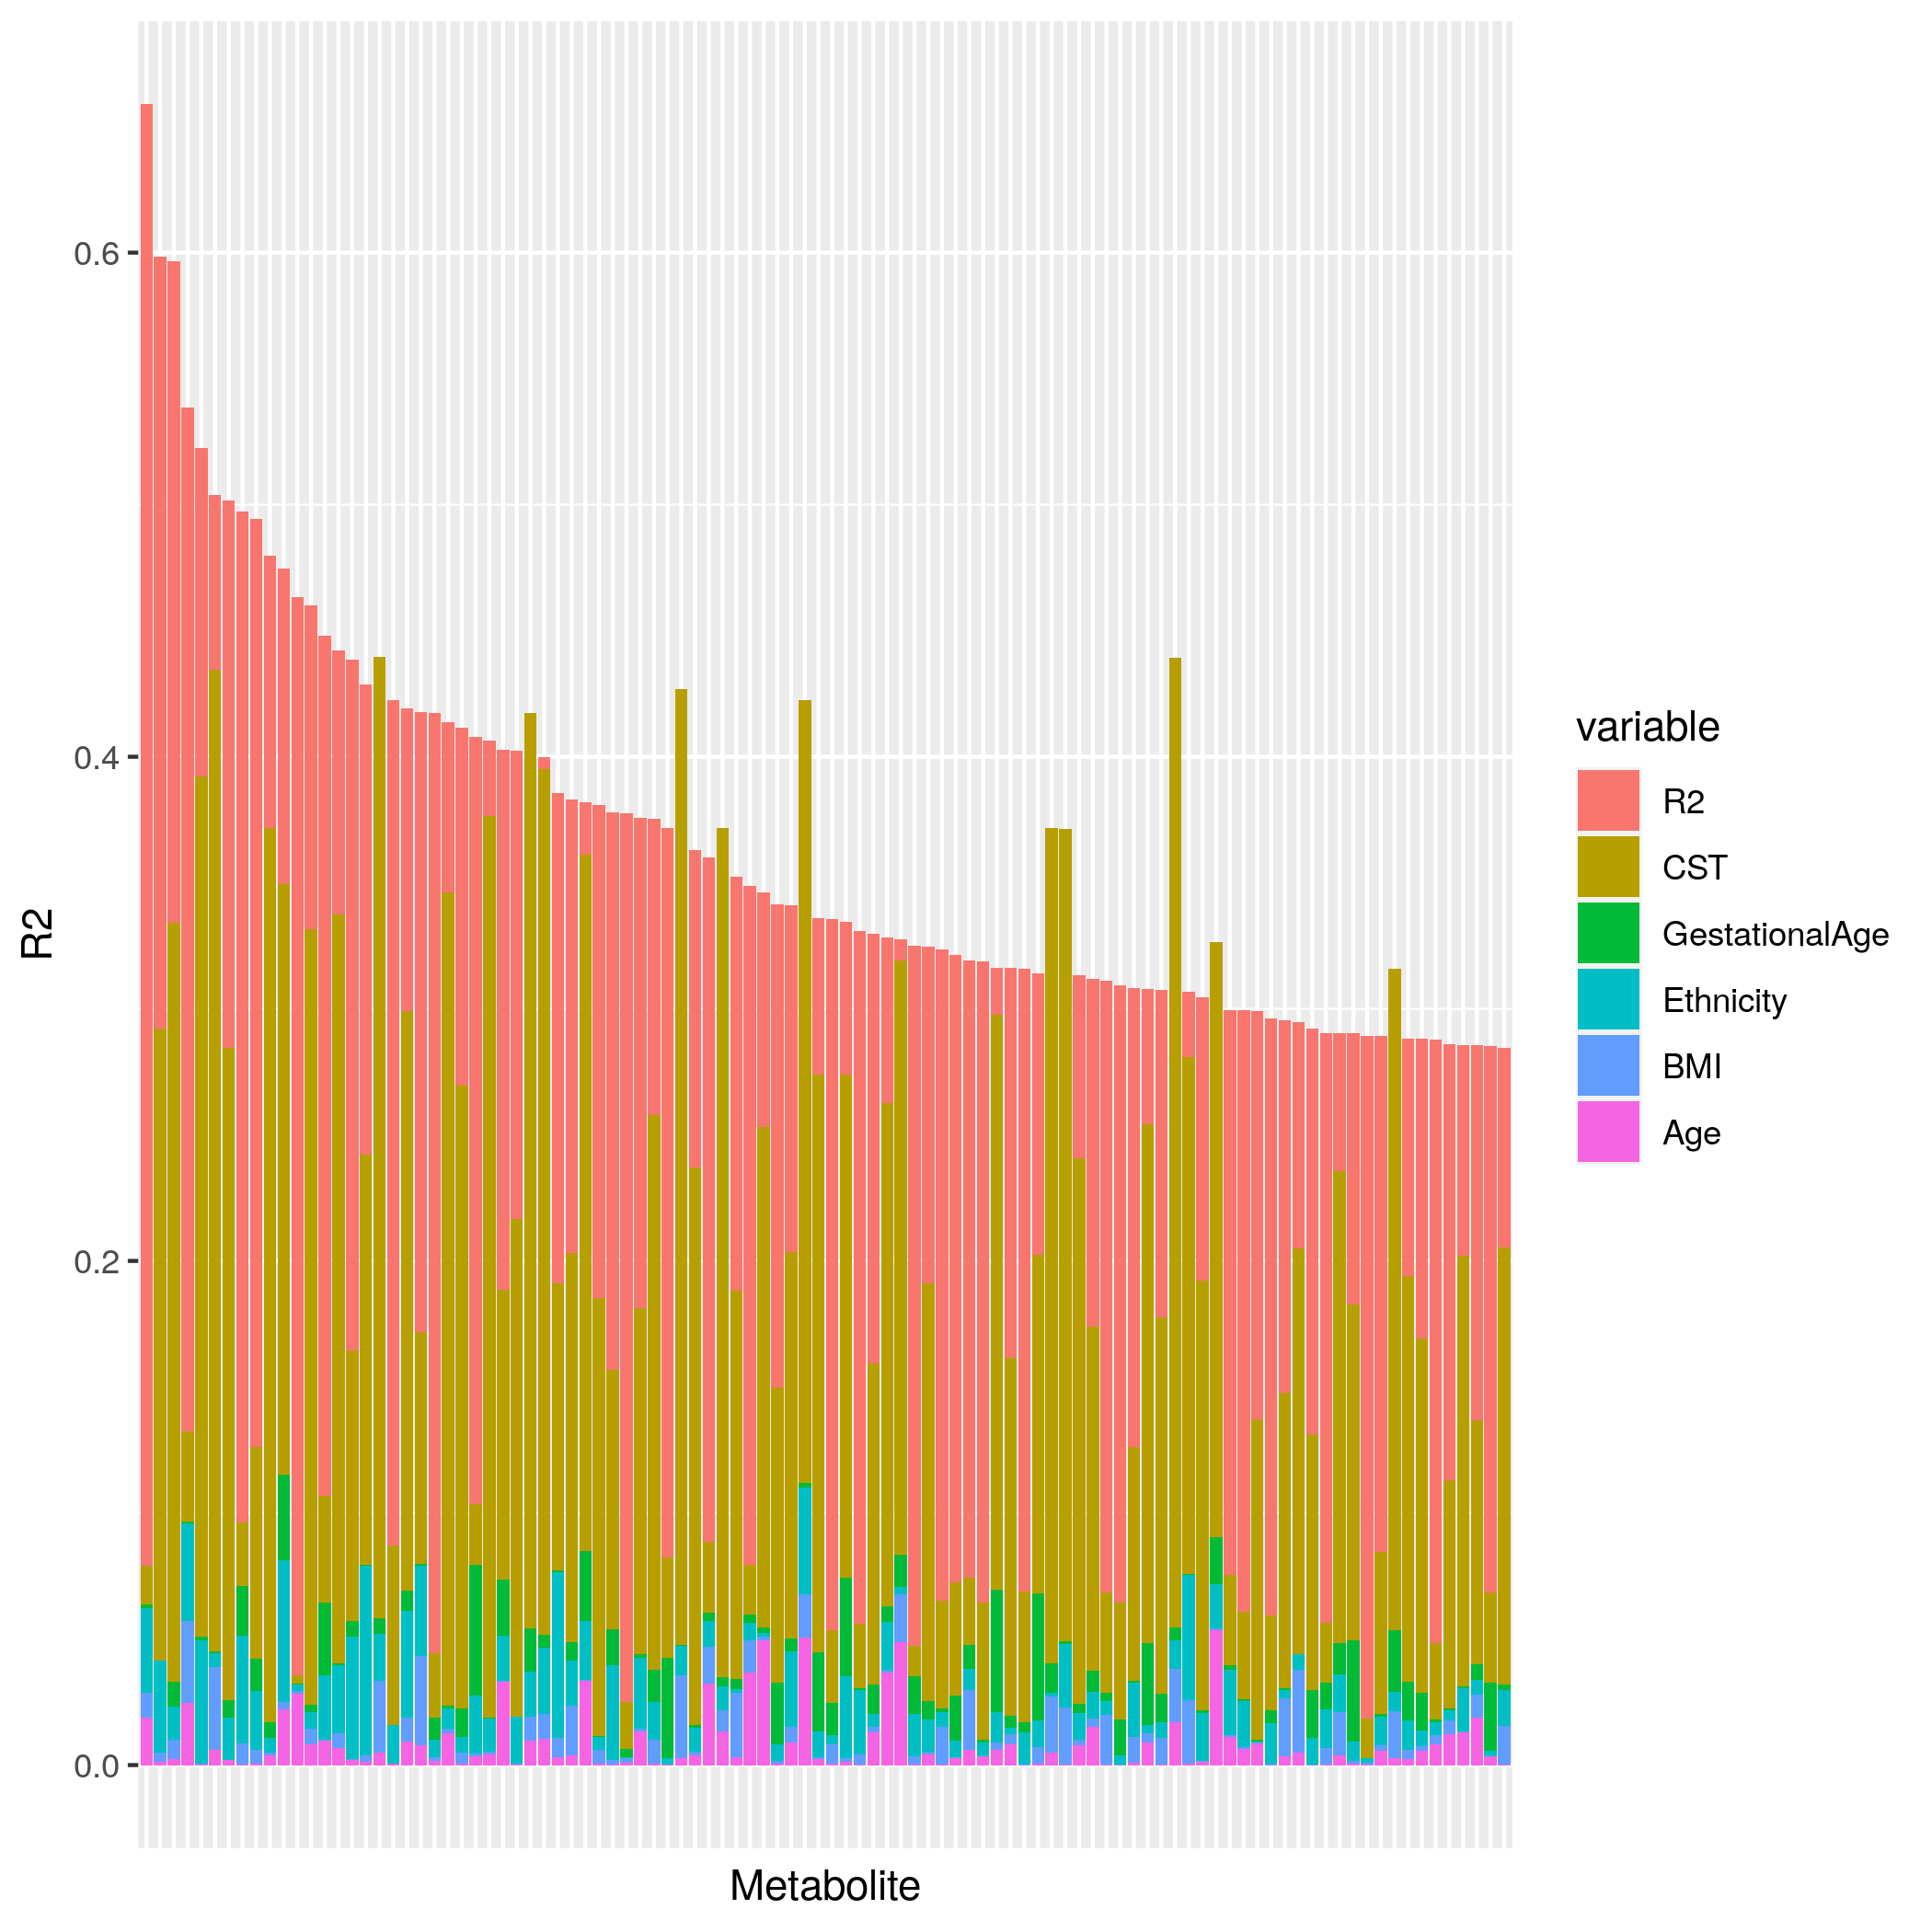 R2
0.6
0.4
0.2
0.0
Metabolite
variable
R2
CST
GestationalAge
Ethnicity
BMI
Age